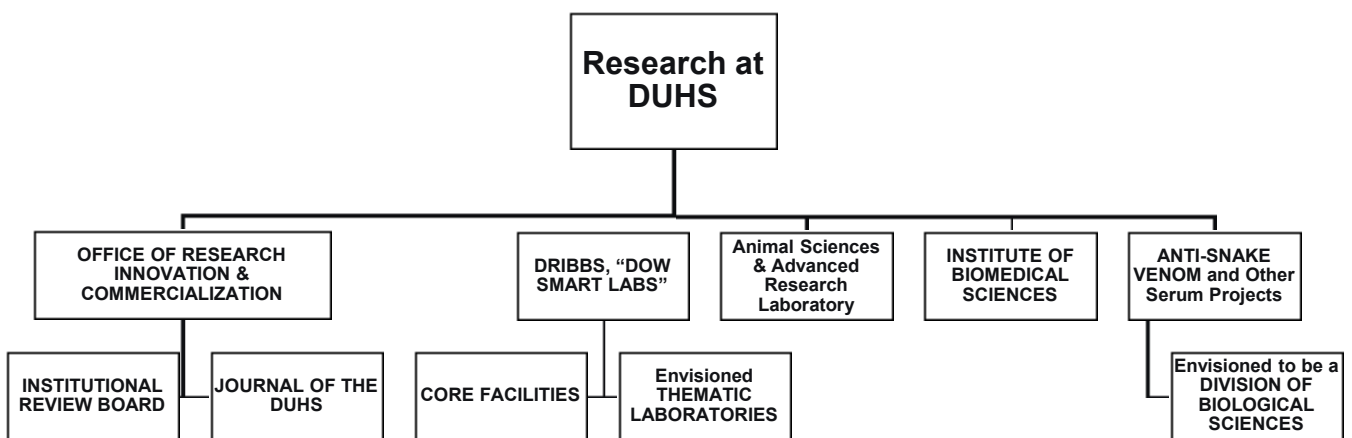 Research at
DUHS
OFFICE OF RESEARCH
INNOVATION &
COMMERCIALIZATION
DRIBBS, “DOW
SMART LABS”
Animal Sciences
& Advanced
Research
Laboratory
INSTITUTE OF
BIOMEDICAL
SCIENCES
ANTI-SNAKE
VENOM and Other
Serum Projects
INSTITUTIONAL
REVIEW BOARD
JOURNAL OF THE
DUHS
CORE FACILITIES
Envisioned
THEMATIC
LABORATORIES
Envisioned to be a
DIVISION OF
BIOLOGICAL
SCIENCES